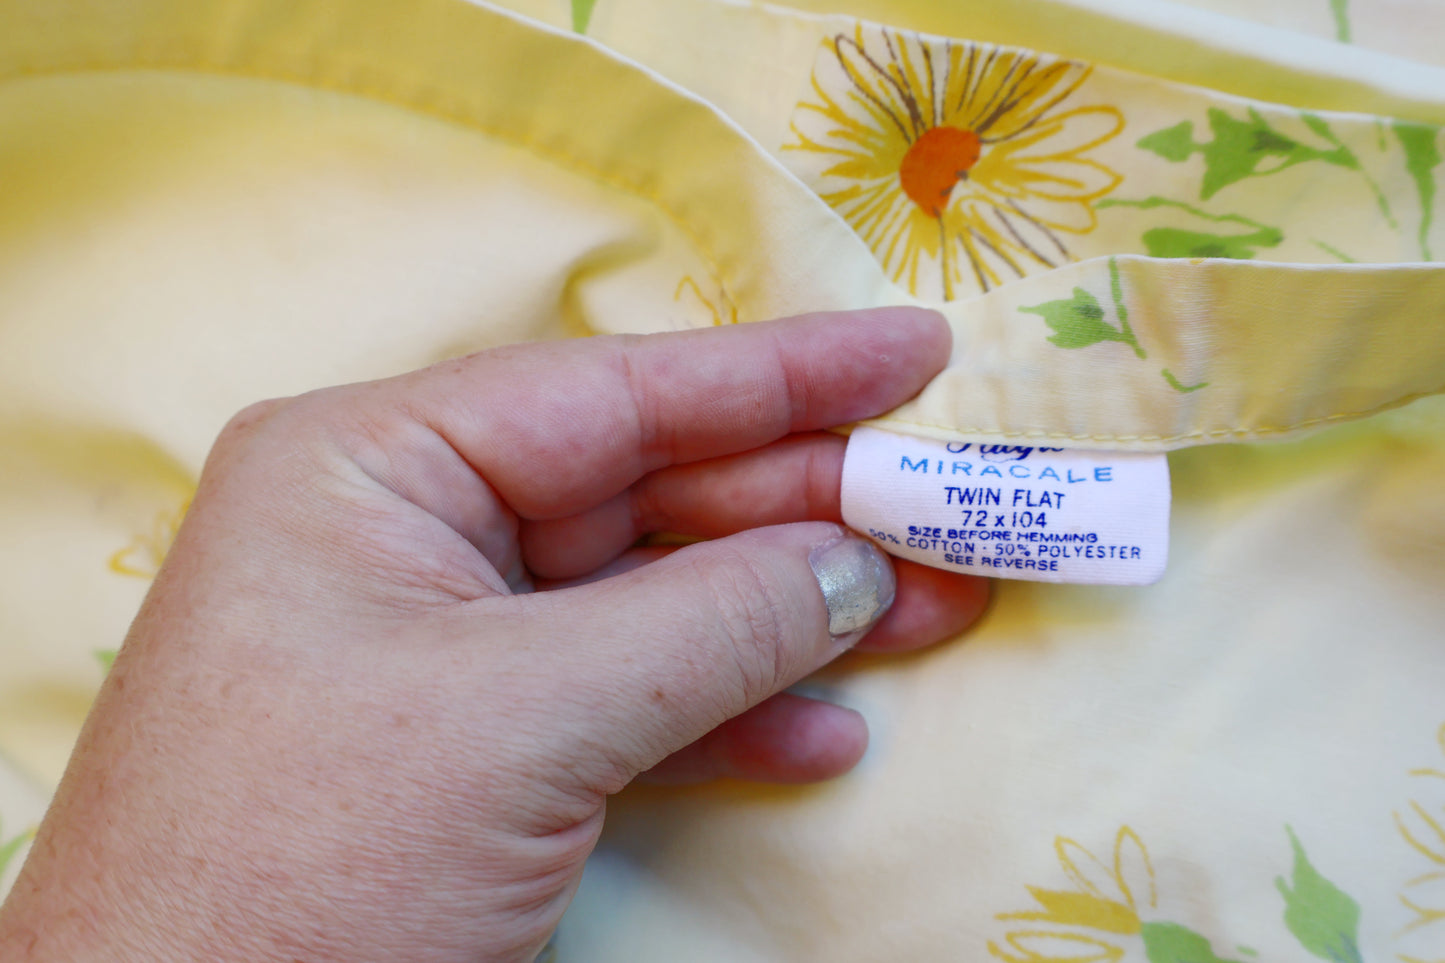 MIRACALE
TWIN FLAT
72 x 104
SIZE BEFORE HEMMING
50% COTTON · 50% POLYESTER
SEE REVERSE